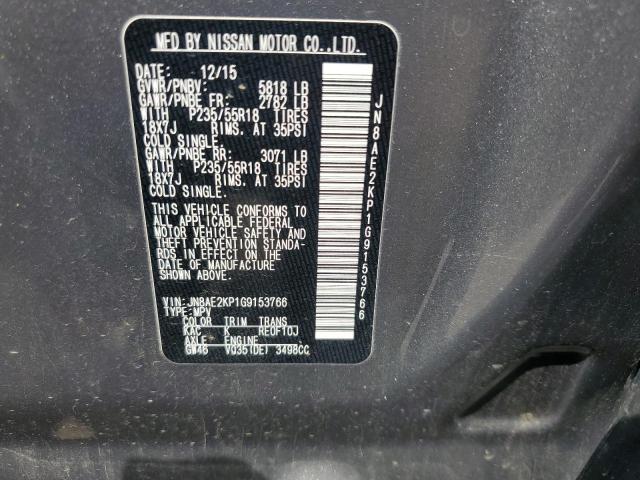 MFD BY NISSAN MOTOR CO.,LTD.
DATE: 12/15
GVWR/PNBV: 5818 LB
GAWR/PNBE FR: 2782 LB
WITH P235/55R18 TIRES
18X7J RIMS. AT 35PSI
COLD SINGLE.
GAWR/PNBE RR: 3071 LB
WITH P235/55R18 TIRES
18X7J RIMS. AT 35PSI
COLD SINGLE.
THIS VEHICLE CONFORMS TO
ALL APPLICABLE FEDERAL
MOTOR VEHICLE SAFETY AND
THEFT PREVENTION STANDA-
RDS IN EFFECT ON THE
DATE OF MANUFACTURE
SHOWN ABOVE.
VIN: JN8AE2KP1G9153766
TYPE: MPV
COLOR TRIM TRANS
KAC K RE0F10J
AXLE ENGINE
GW46 VQ35(DE) 3498CC
JN8AE2KP1G9153766